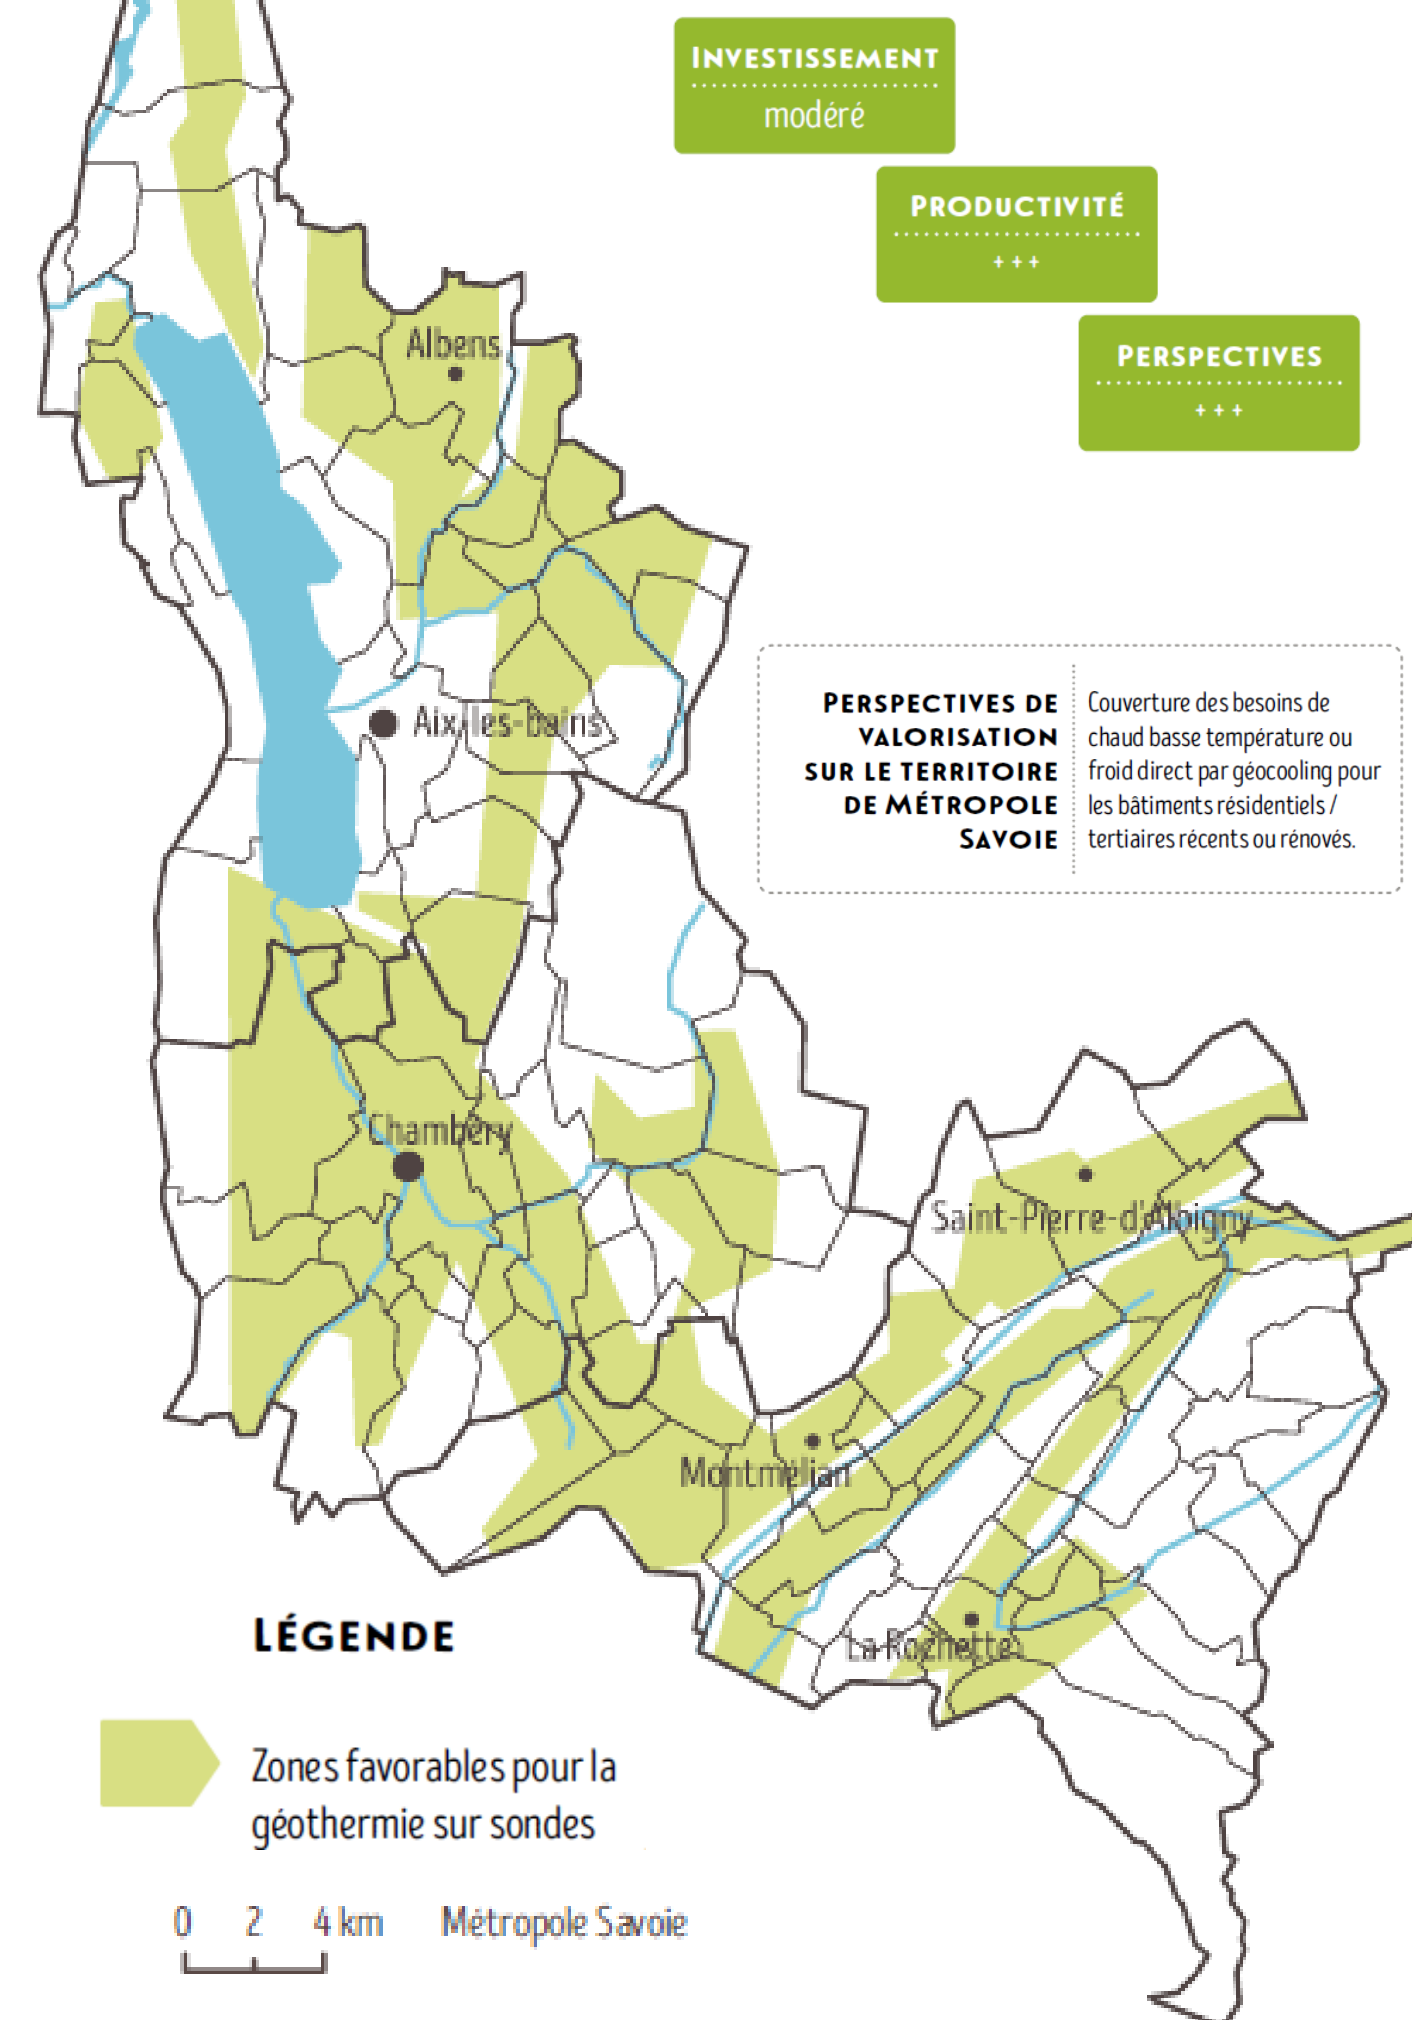 INVESTISSEMENT
modéré
PRODUCTIVITÉ
+ + +
PERSPECTIVES
+ + +
Albens
Aix-les-bains
PERSPECTIVES DE
VALORISATION
SUR LE TERRITOIRE
DE MÉTROPOLE
SAVOIE
Couverture des besoins de
chaud basse température ou
froid direct par géocooling pour
les bâtiments résidentiels /
tertiaires récents ou rénovés.
Chambéry
Saint-Pierre-d'Albigny
Montmélian
La Rochette
LÉGENDE
Zones favorables pour la
géothermie sur sondes
0 2 4 km Métropole Savoie